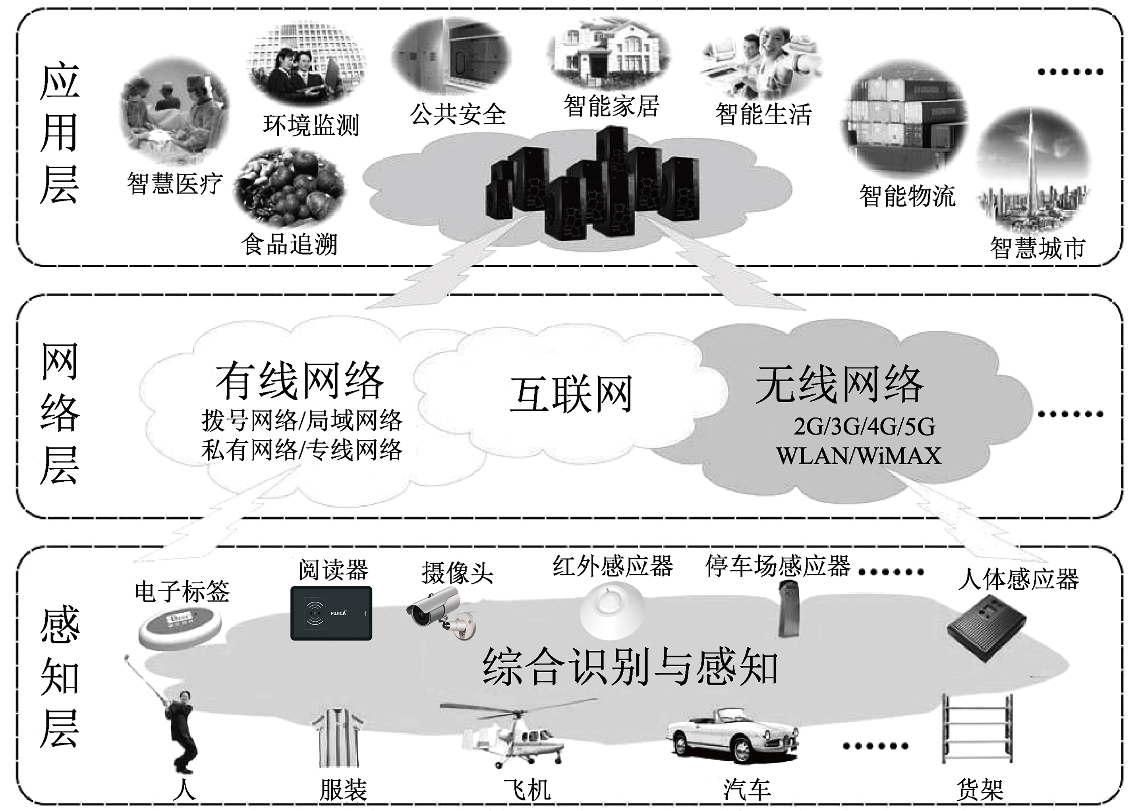 应用层
智慧医疗
环境监测
食品追溯
公共安全
智能家居
智能生活
智能物流
智慧城市
……
网络层
有线网络
拨号网络/局域网络
私有网络/专线网络
互联网
无线网络
2G/3G/4G/5G
WLAN/WiMAX
……
感知层
电子标签
阅读器
摄像头
红外感应器
停车场感应器
……
人体感应器
综合识别与感知
人
服装
飞机
汽车
……
货架